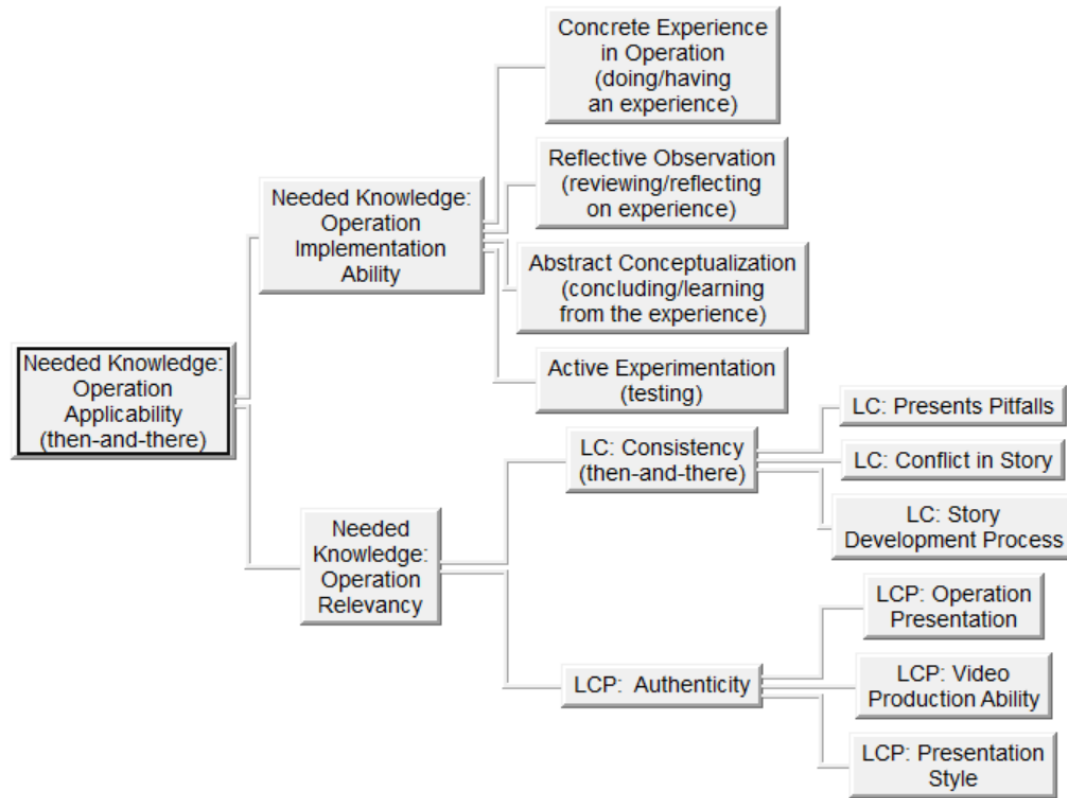 Concrete Experience
in Operation
(doing/having
an experience)
Reflective Observation
(reviewing/reflecting
on experience)
Needed Knowledge:
Operation
Implementation
Ability
Abstract Conceptualization
(concluding/learning
from the experience)
Needed Knowledge:
Operation
Applicability
(then-and-there)
Active Experimentation
(testing)
LC: Presents Pitfalls
LC: Consistency
(then-and-there)
LC: Conflict in Story
LC: Story
Development Process
Needed
Knowledge:
Operation
Relevancy
LCP: Operation
Presentation
LCP:  Authenticity
LCP: Video
Production Ability
LCP: Presentation
Style